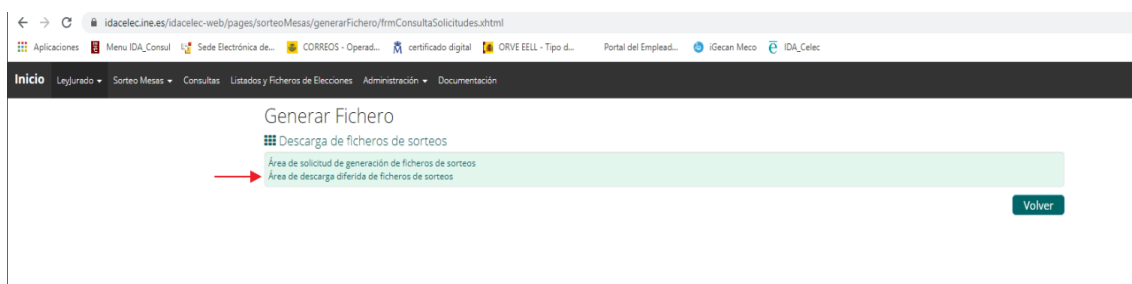 idacelec.ine.es/idacelec-web/pages/sorteoMesas/generarFichero/frmConsultaSolicitudes.xhtml
Aplicaciones Menu IDA_Consul Sede Electrónica de... CORREOS - Operad... certificado digital ORVE EELL - Tipo d... Portal del Emplead... iGecan Meco IDA_Celec
Inicio LeyJurado Sorteo Mesas Consultas Listados y Ficheros de Elecciones Administración Documentación
Generar Fichero
Descarga de ficheros de sorteos
Área de solicitud de generación de ficheros de sorteos
Área de descarga diferida de ficheros de sorteos
Volver